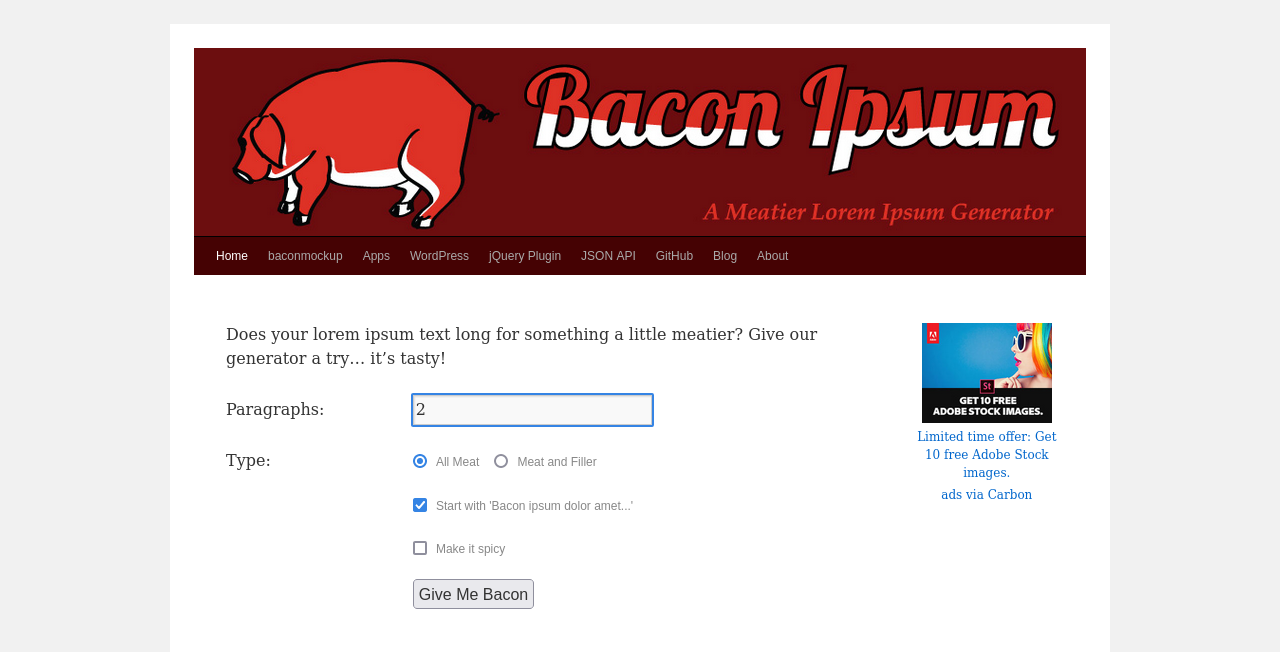 Bacon Ipsum
A Meatier Lorem Ipsum Generator
Home baconmockup Apps WordPress jQuery Plugin JSON API GitHub Blog About
Does your lorem ipsum text long for something a little meatier? Give our
generator a try… it’s tasty!
Paragraphs: 2
Type: All Meat Meat and Filler
Start with 'Bacon ipsum dolor amet...'
Make it spicy
Give Me Bacon
Adobe
St
GET 10 FREE
ADOBE STOCK IMAGES.
Limited time offer: Get
10 free Adobe Stock
images.
ads via Carbon